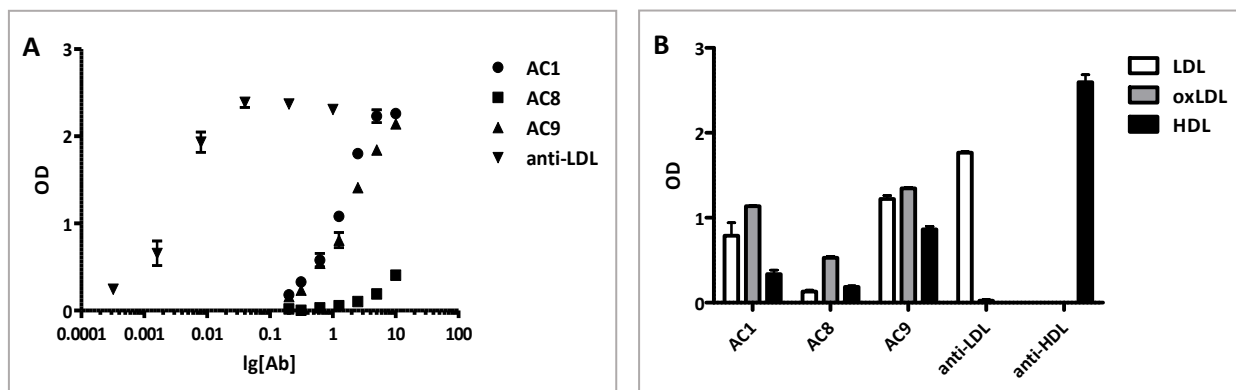 A
3
2
1
0
OD
0.0001 0.001 0.01 0.1 1 10 100
lg[Ab]
AC1
AC8
AC9
anti-LDL
B
3
2
1
0
OD
AC1 AC8 AC9 anti-LDL anti-HDL
LDL
oxLDL
HDL